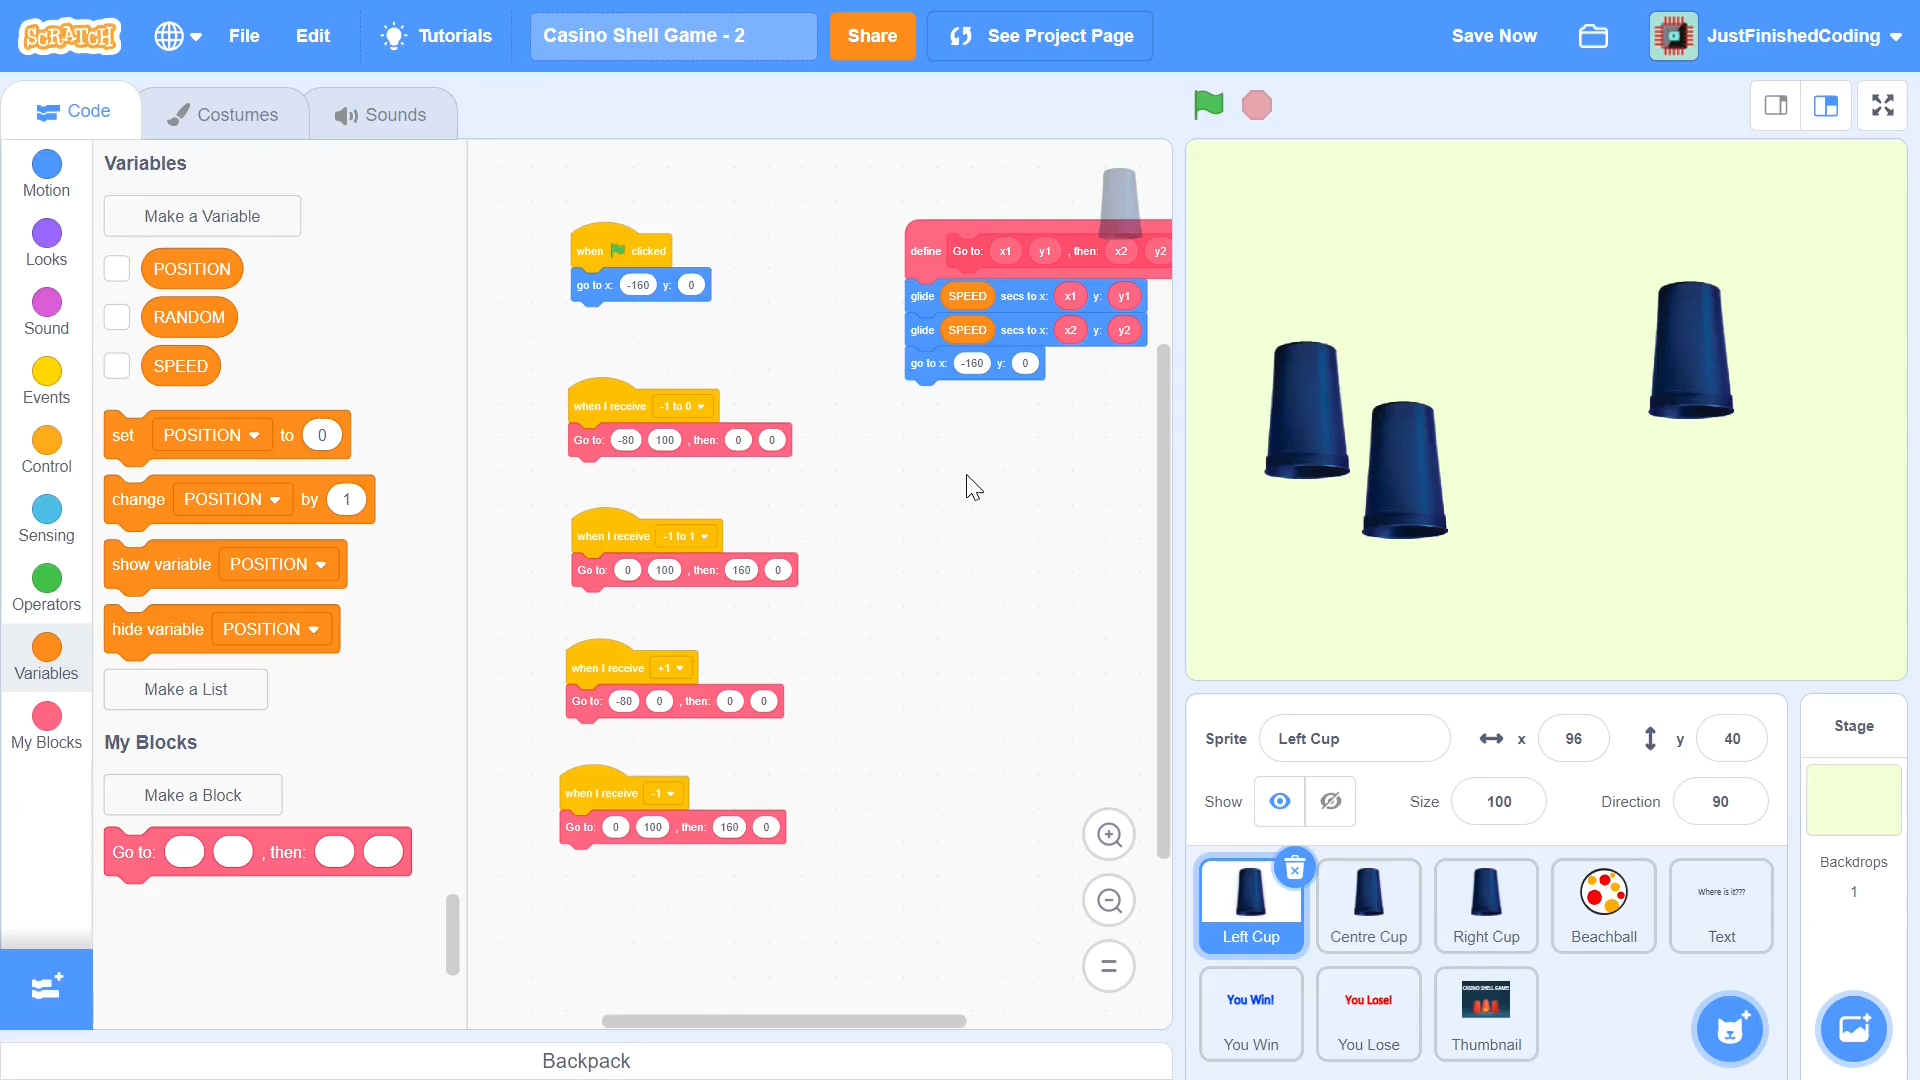 SCRATCH
File
Edit
Tutorials
Casino Shell Game - 2
Share
See Project Page
Save Now
JustFinishedCoding
Code
Costumes
Sounds
Motion
Looks
Sound
Events
Control
Sensing
Operators
Variables
My Blocks
Variables
Make a Variable
POSITION
RANDOM
SPEED
set POSITION to 0
change POSITION by 1
show variable POSITION
hide variable POSITION
Make a List
My Blocks
Make a Block
Go to: , then:
when clicked
go to x: -160 y: 0
when I receive -1 to 0
Go to: -80 100 , then: 0 0
when I receive -1 to 1
Go to: 0 100 , then: 160 0
when I receive +1
Go to: -80 0 , then: 0 0
when I receive -1
Go to: 0 100 , then: 160 0
define Go to: x1 y1 , then: x2 y2
glide SPEED secs to x: x1 y: y1
glide SPEED secs to x: x2 y: y2
go to x: -160 y: 0
Backpack
Sprite Left Cup x 96 y 40
Show Size 100 Direction 90
Left Cup
Centre Cup
Right Cup
Beachball
Where is it???
Text
You Win!
You Win
You Lose!
You Lose
CASINO SHELL GAME!
Thumbnail
Stage
Backdrops
1